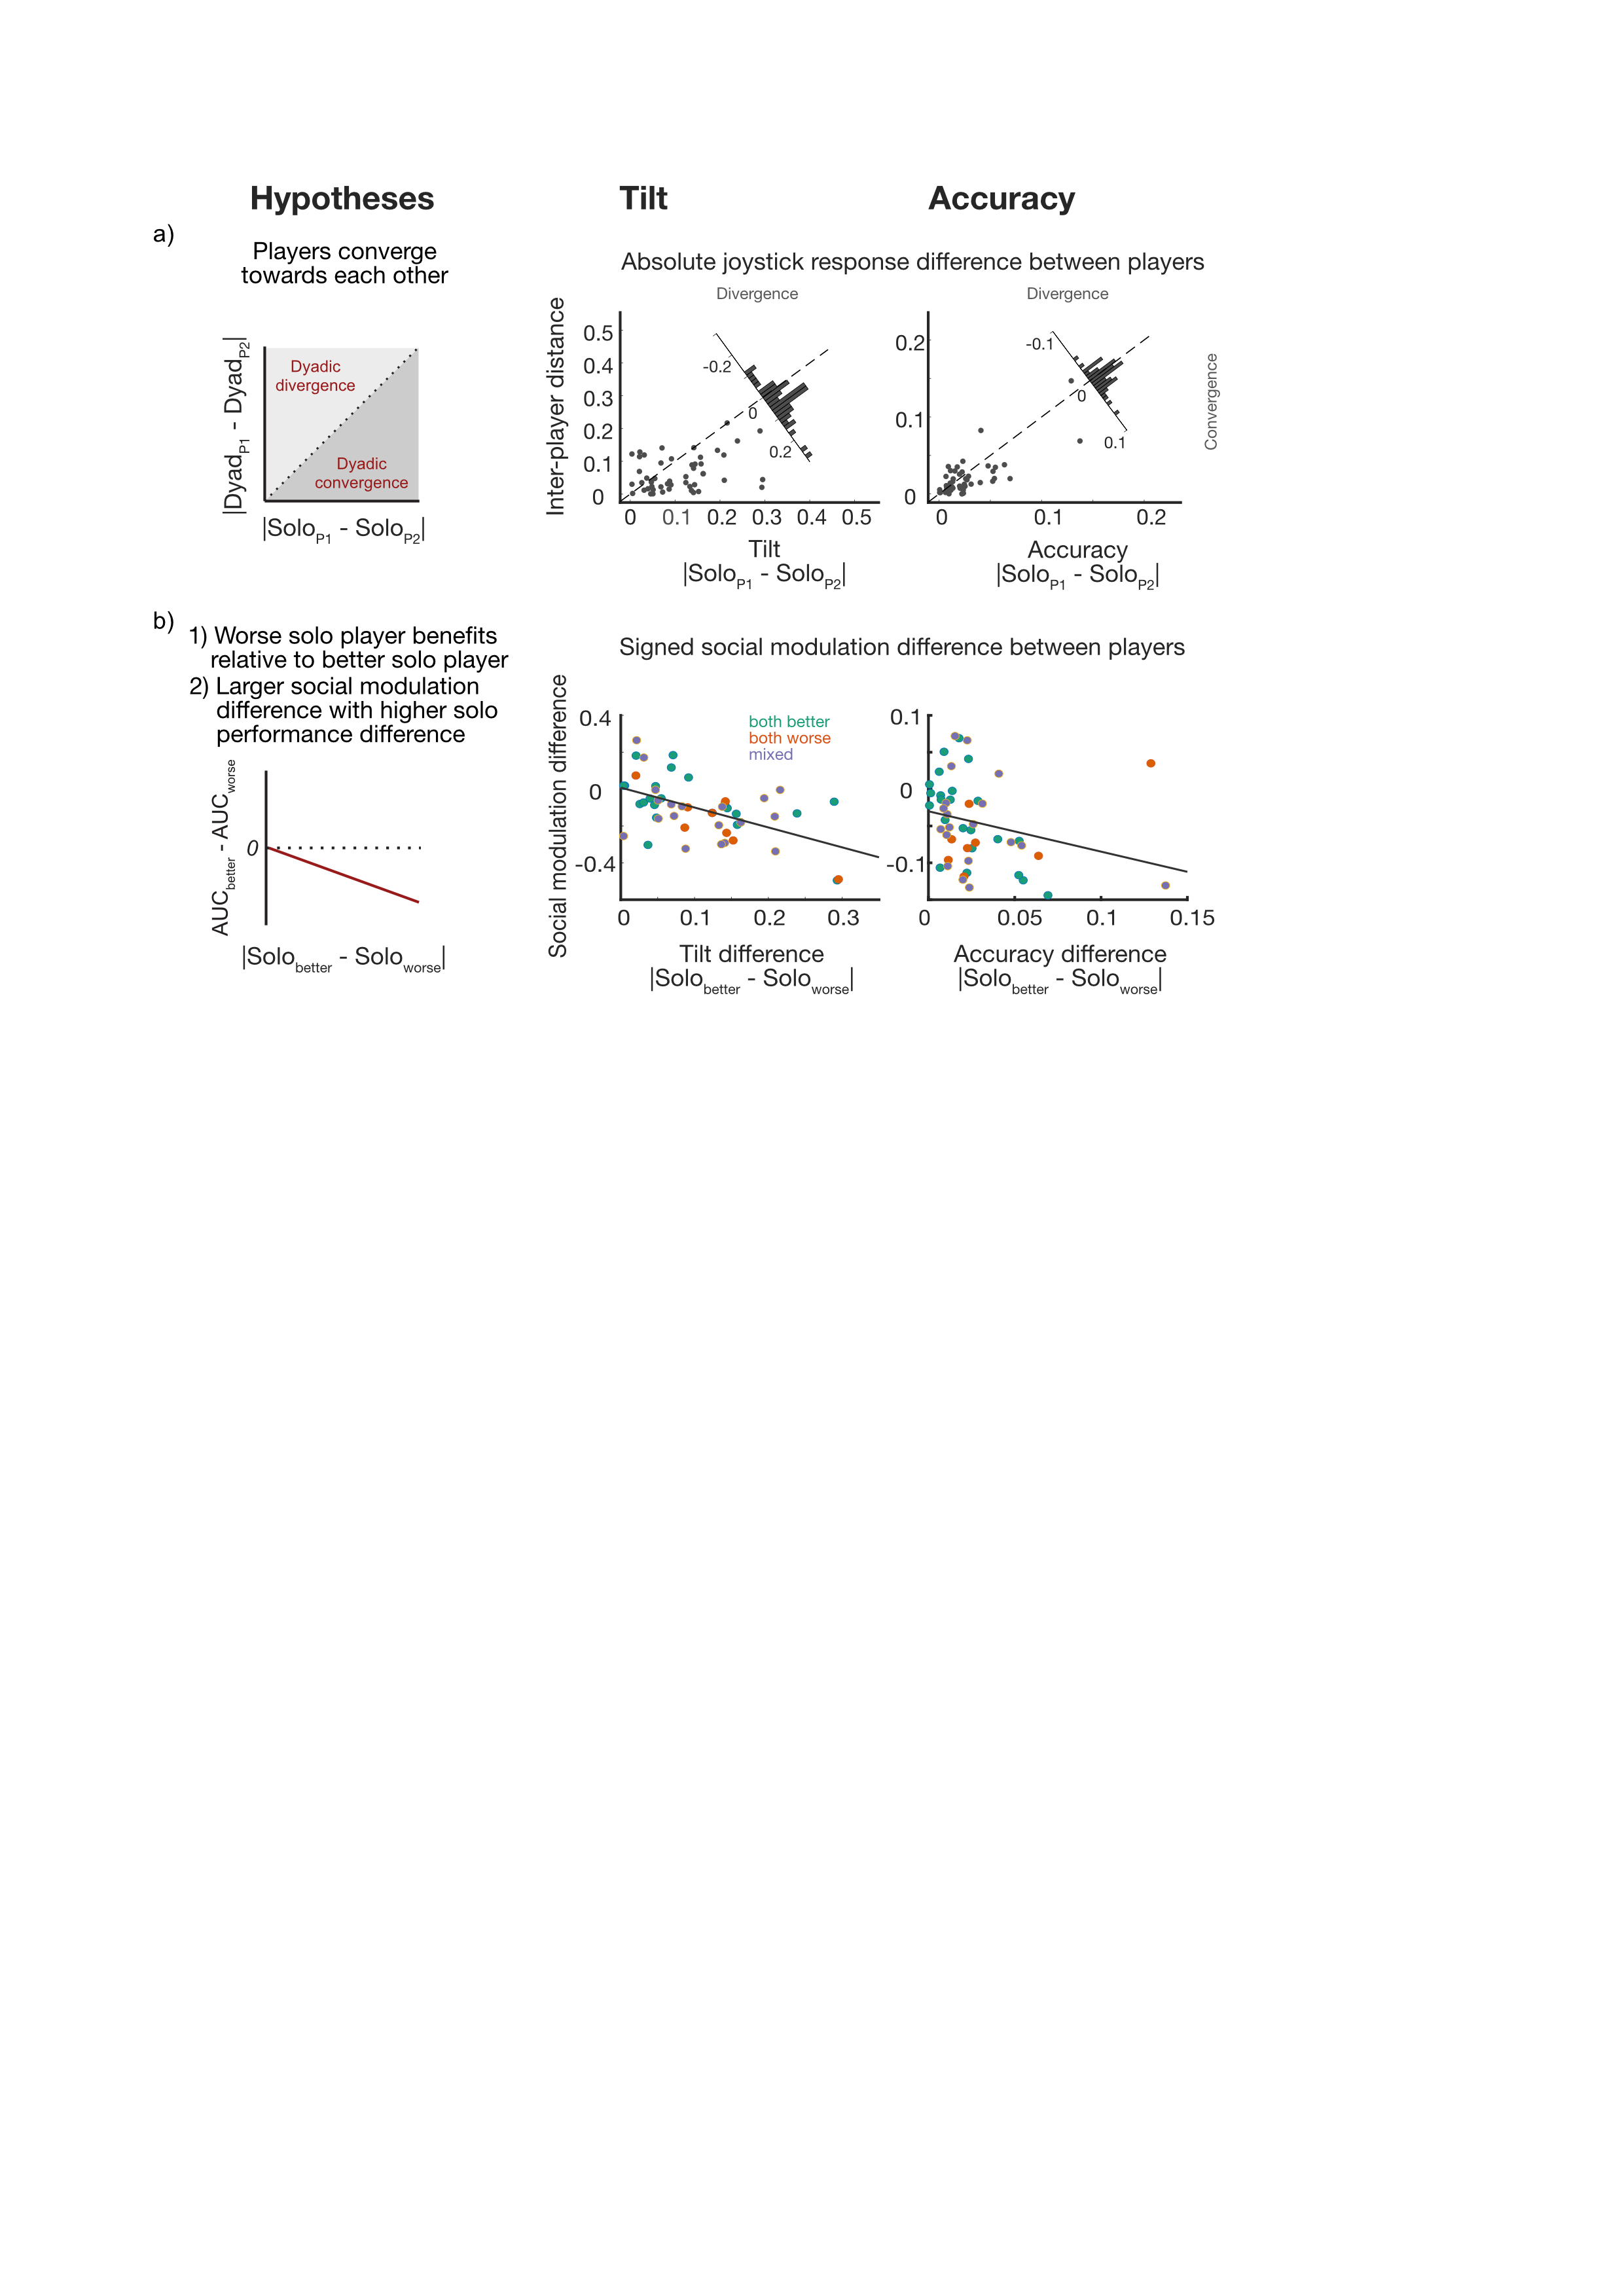 Hypotheses
Tilt
Accuracy
a)
Players converge
towards each other
Absolute joystick response difference between players
|DyadP1 - DyadP2|
Dyadic
divergence
Dyadic
convergence
|SoloP1 - SoloP2|
Inter-player distance
Divergence
0.5
0.4
0.3
0.2
0.1
0
-0.2
0
0.2
0
0.1
0.2
0.3
0.4
0.5
Tilt
|SoloP1 - SoloP2|
Divergence
0.2
0.1
0
-0.1
0
0.1
Convergence
0
0.1
0.2
Accuracy
|SoloP1 - SoloP2|
b)
1) Worse solo player benefits
relative to better solo player
2) Larger social modulation
difference with higher solo
performance difference
AUCbetter - AUCworse
0
|Solobetter - Soloworse|
Signed social modulation difference between players
Social modulation difference
0.4
0
-0.4
both better
both worse
mixed
0
0.1
0.2
0.3
Tilt difference
|Solobetter - Soloworse|
0.1
0
-0.1
0
0.05
0.1
0.15
Accuracy difference
|Solobetter - Soloworse|